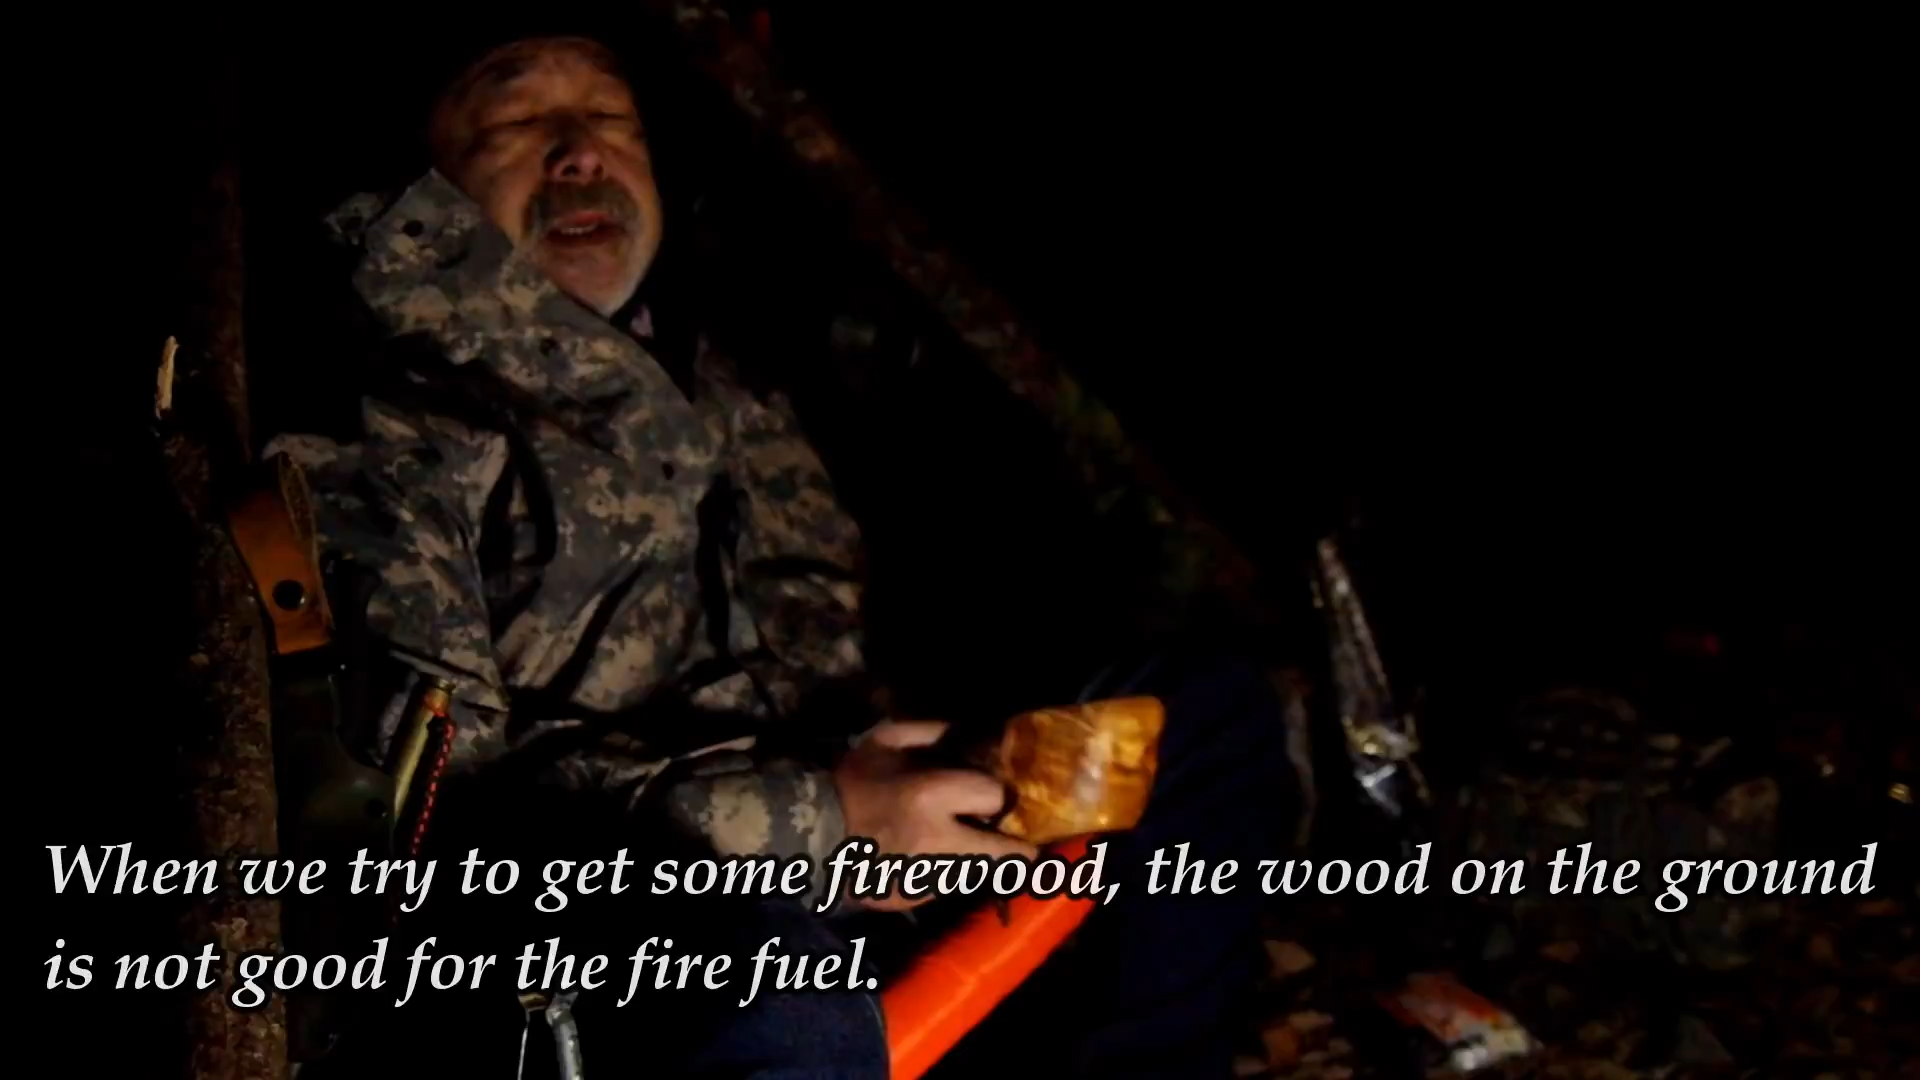 When we try to get some firewood, the wood on the ground
is not good for the fire fuel.